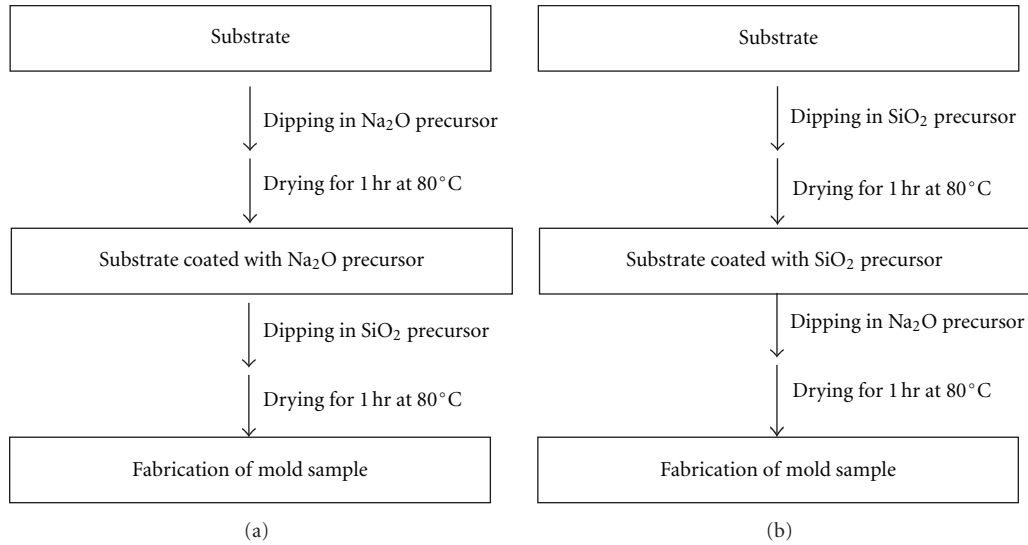 Substrate
Dipping in Na₂O precursor
Drying for 1 hr at 80°C
Substrate coated with Na₂O precursor
Dipping in SiO₂ precursor
Drying for 1 hr at 80°C
Fabrication of mold sample
(a)
Substrate
Dipping in SiO₂ precursor
Drying for 1 hr at 80°C
Substrate coated with SiO₂ precursor
Dipping in Na₂O precursor
Drying for 1 hr at 80°C
Fabrication of mold sample
(b)